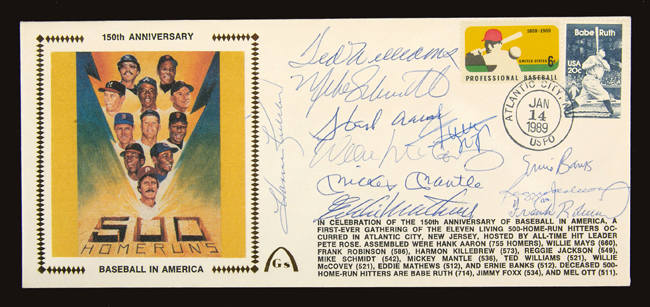 150th ANNIVERSARY
500
HOMERUNS
BASEBALL IN AMERICA
Gs
Ted Williams
Mike Schmidt
Hank Aaron
Willie McCovey
Mickey Mantle
Eddie Mathews
Harmon Killebrew
1869-1969
UNITED STATES 6c
PROFESSIONAL BASEBALL
Babe Ruth
USA
20c
ATLANTIC CITY, NJ
JAN
14
1989
USPO
Ernie Banks
Frank Robinson
IN CELEBRATION OF THE 150th ANNIVERSARY OF BASEBALL IN AMERICA, A
FIRST-EVER GATHERING OF THE ELEVEN LIVING 500-HOME-RUN HITTERS OC-
CURRED IN ATLANTIC CITY, NEW JERSEY, HOSTED BY ALL-TIME HIT LEADER
PETE ROSE. ASSEMBLED WERE HANK AARON (755 HOMERS), WILLIE MAYS (660),
FRANK ROBINSON (586), HARMON KILLEBREW (573), REGGIE JACKSON (549),
MIKE SCHMIDT (542), MICKEY MANTLE (536), TED WILLIAMS (521), WILLIE
McCOVEY (521), EDDIE MATHEWS (512), AND ERNIE BANKS (512). DECEASED 500-
HOME-RUN HITTERS ARE BABE RUTH (714), JIMMY FOXX (534), AND MEL OTT (511).